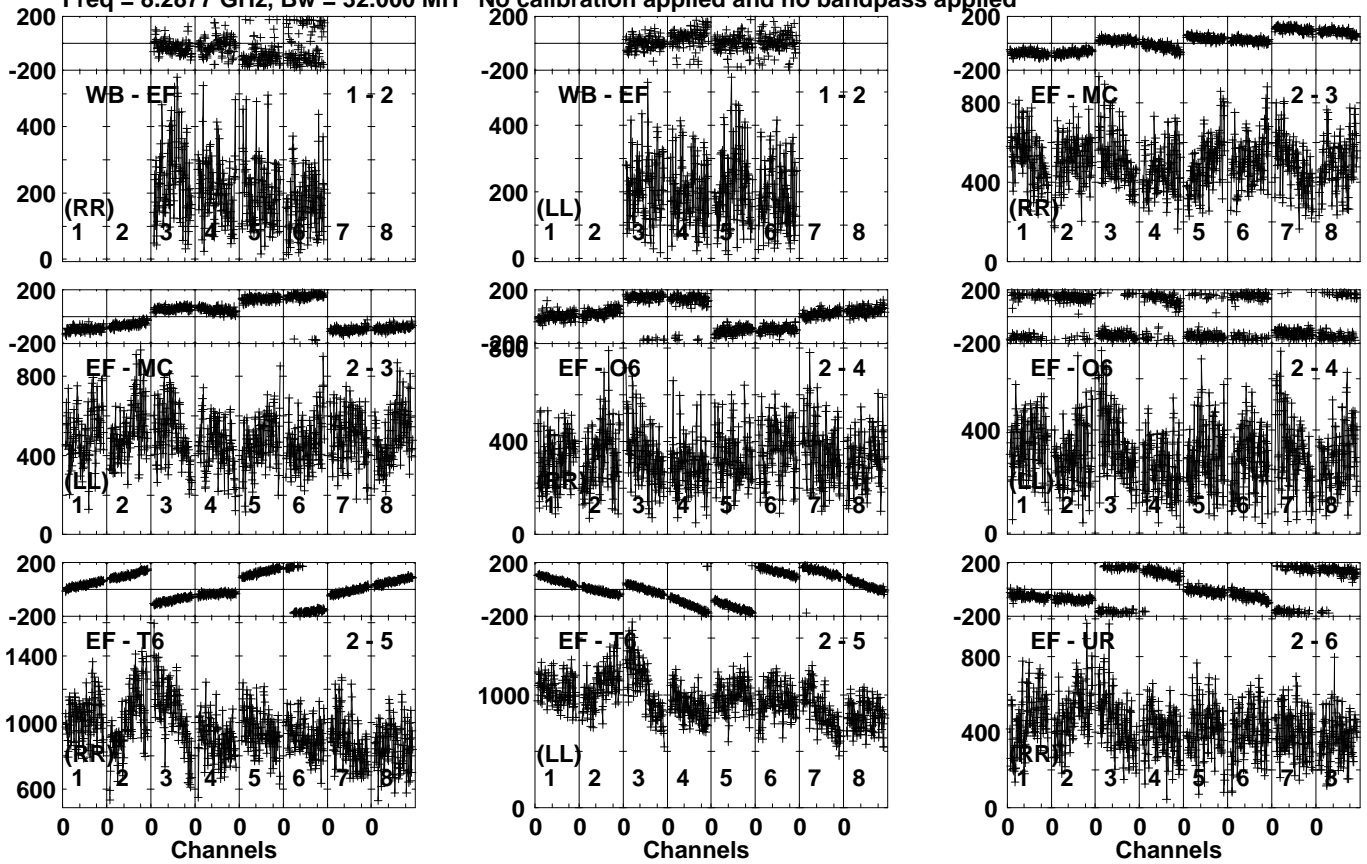 Freq = 8.2877 GHz, Bw = 32.000 MH No calibration applied and no bandpass applied
200 200 200
-200 -200 -200
WB - EF 1 - 2 WB - EF 1 - 2 EF - MC 2 - 3
400 400 800
200 200 400
(RR) (LL) (RR)
1 2 3 4 5 6 7 8 1 2 3 4 5 6 7 8 1 2 3 4 5 6 7 8
0 0 0
200 200 200
-200 -200 -200
800
EF - MC 2 - 3 EF - O6 2 - 4 EF - O6 2 - 4
800
400 400 400
(LL) (RR) (LL)
1 2 3 4 5 6 7 8 1 2 3 4 5 6 7 8 1 2 3 4 5 6 7 8
0 0 0
200 200 200
-200 -200 -200
EF - T6 2 - 5 EF - T6 2 - 5 EF - UR 2 - 6
1400 800
1000 1000 400
(RR) (LL) (RR)
1 2 3 4 5 6 7 8 1 2 3 4 5 6 7 8 1 2 3 4 5 6 7 8
600 0 0
0 0 0 0 0 0 0 0 0 0 0 0 0 0 0 0 0 0 0 0 0 0 0 0
Channels Channels Channels